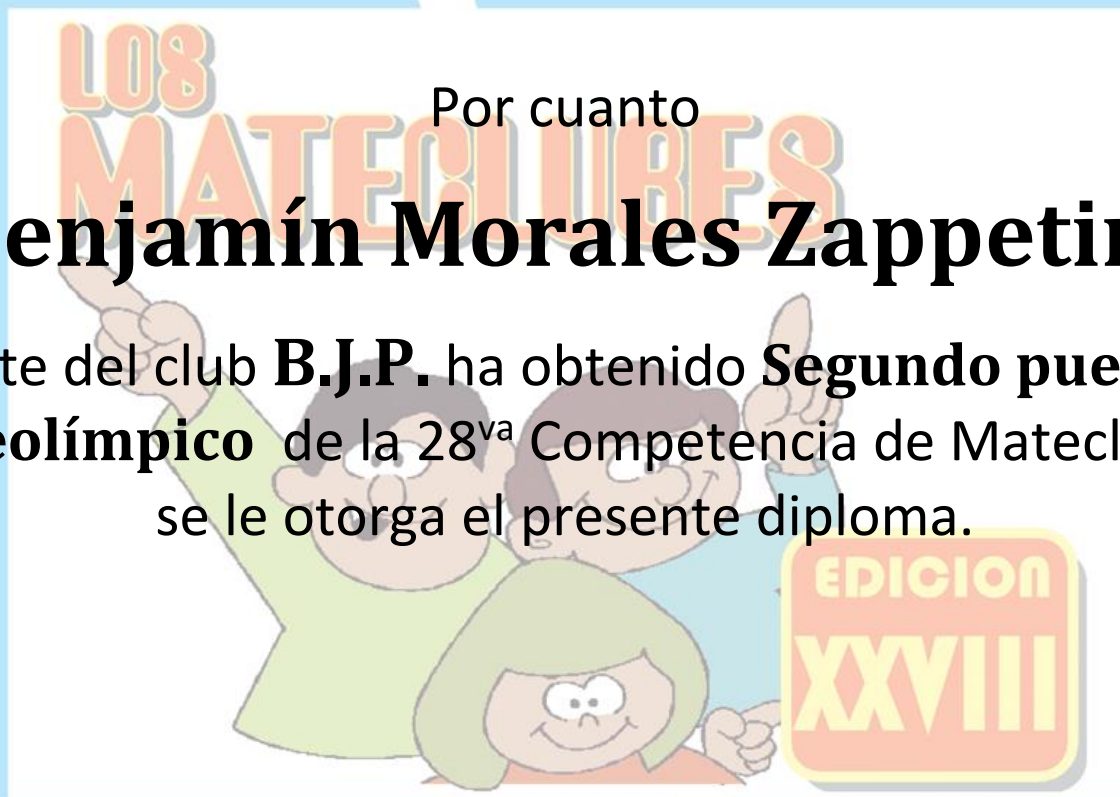 LOS
MATECLUBES
Por cuanto
enjamín Morales Zappetin
te del club B.J.P. ha obtenido Segundo pue
eolímpico de la 28va Competencia de Matecl
se le otorga el presente diploma.
EDICION
XXVIII